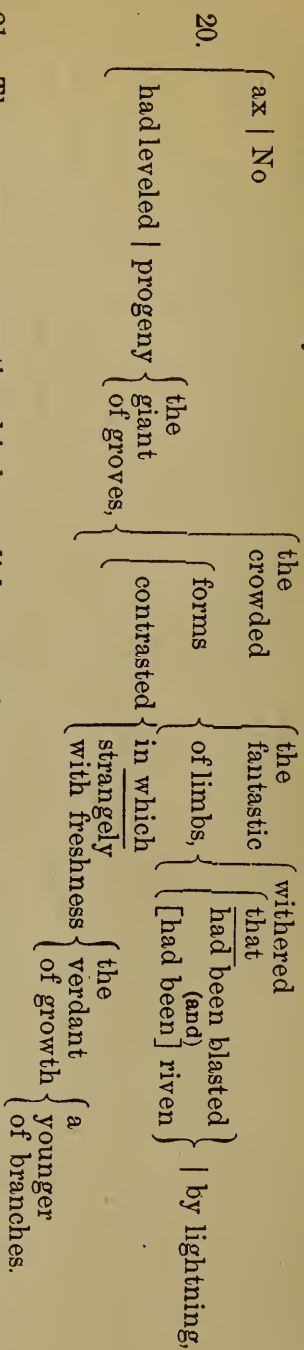 the the withered
ax | No crowded fantastic that
had been blasted
20. forms of limbs, (and) | by lightning,
[had been] riven
the
had leveled | progeny giant contrasted in which
of groves,
strangely the
with freshness verdant a
of growth younger
of branches.